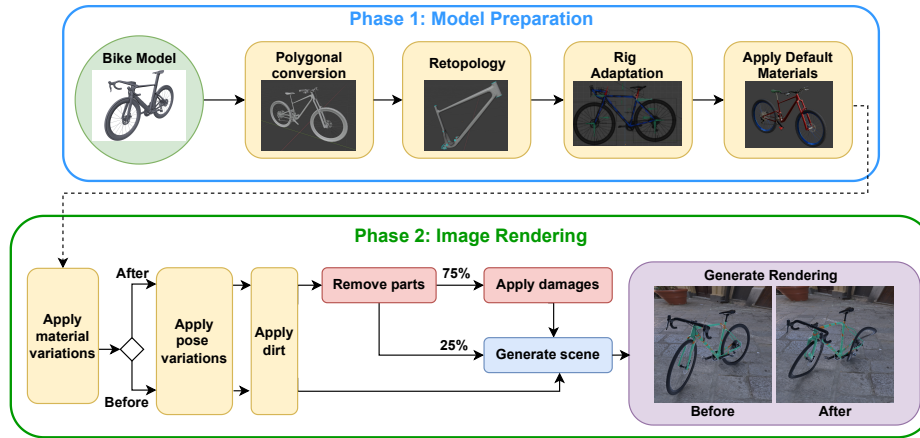 Phase 1: Model Preparation
Bike Model
Polygonal
conversion
Retopology
Rig
Adaptation
Apply Default
Materials
Phase 2: Image Rendering
Apply
material
variations
After
Before
Apply
pose
variations
Apply
dirt
Remove parts
75%
25%
Apply damages
Generate scene
Generate Rendering
Before
After